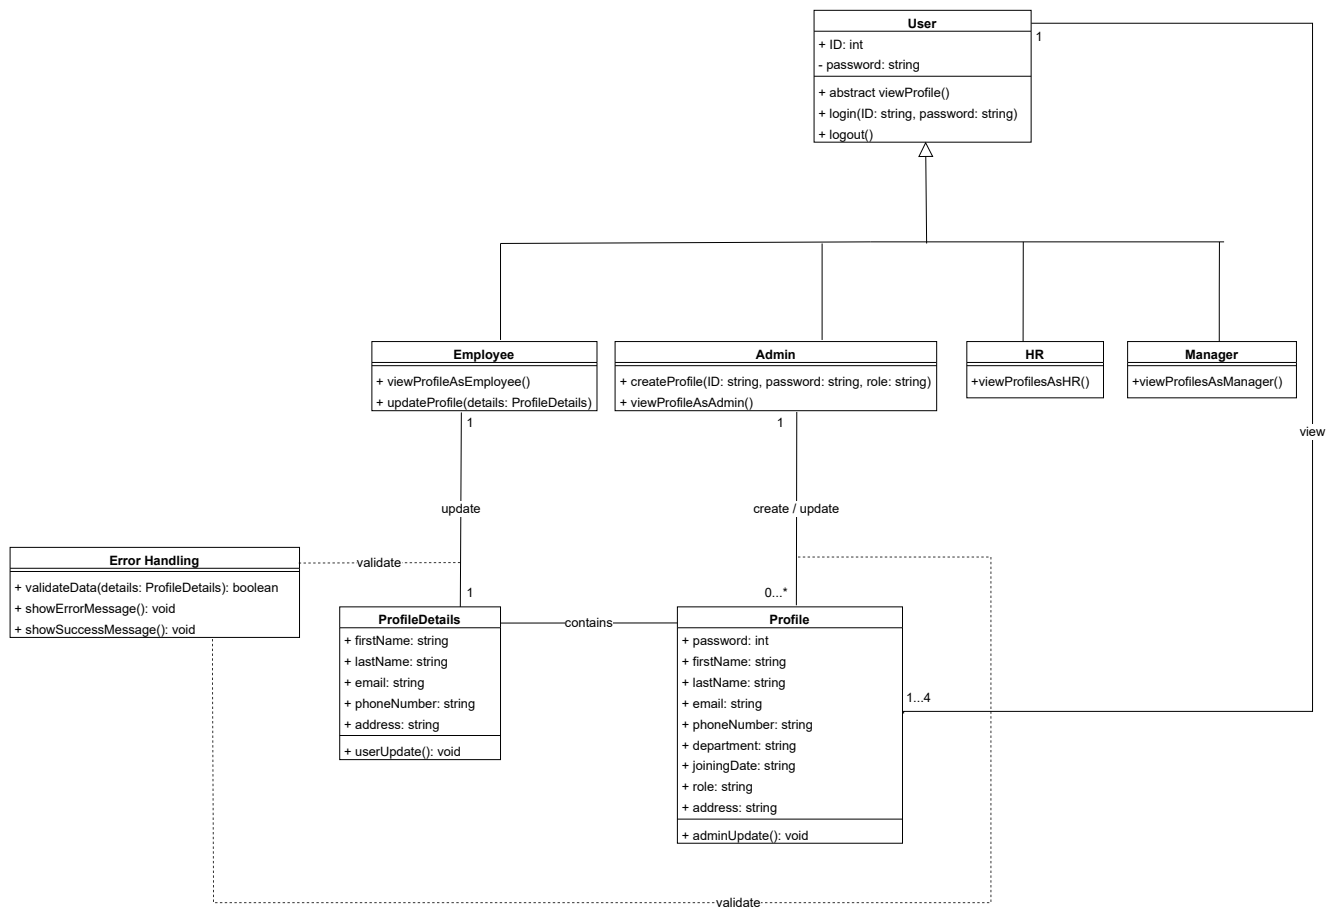 User
+ ID: int
- password: string
+ abstract viewProfile()
+ login(ID: string, password: string)
+ logout()
1
Employee
+ viewProfileAsEmployee()
+ updateProfile(details: ProfileDetails)
1
Admin
+ createProfile(ID: string, password: string, role: string)
+ viewProfileAsAdmin()
1
HR
+viewProfilesAsHR()
Manager
+viewProfilesAsManager()
view
update
create / update
Error Handling
+ validateData(details: ProfileDetails): boolean
+ showErrorMessage(): void
+ showSuccessMessage(): void
validate
1
0...*
ProfileDetails
+ firstName: string
+ lastName: string
+ email: string
+ phoneNumber: string
+ address: string
+ userUpdate(): void
contains
Profile
+ password: int
+ firstName: string
+ lastName: string
+ email: string
+ phoneNumber: string
+ department: string
+ joiningDate: string
+ role: string
+ address: string
+ adminUpdate(): void
1...4
validate